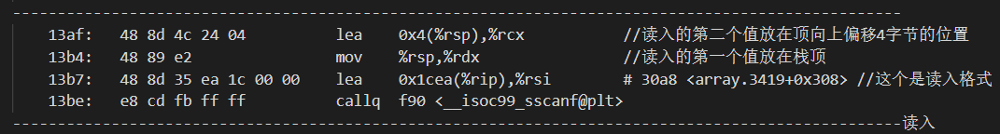 --------------------------------------------------------------------------------
13af: 48 8d 4c 24 04 lea 0x4(%rsp),%rcx //读入的第二个值放在顶向上偏移4字节的位置
13b4: 48 89 e2 mov %rsp,%rdx //读入的第一个值放在栈顶
13b7: 48 8d 35 ea 1c 00 00 lea 0x1cea(%rip),%rsi # 30a8 <array.3419+0x308> //这个是读入格式
13be: e8 cd fb ff ff callq f90 <__isoc99_sscanf@plt>
--------------------------------------------------------------------------------读入